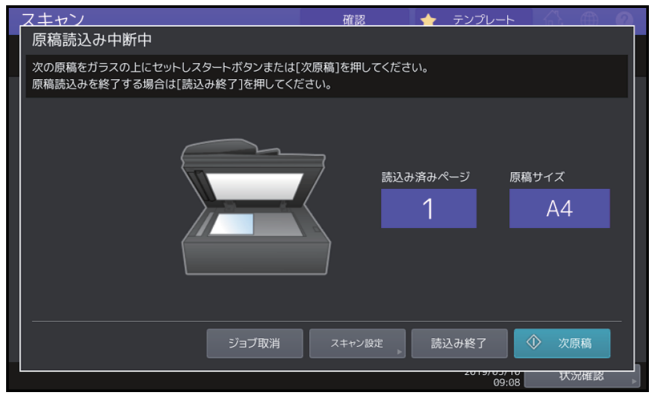 スキャン
確認
テンプレート
原稿読込み中断中
次の原稿をガラスの上にセットしスタートボタンまたは[次原稿]を押してください。
原稿読込みを終了する場合は[読込み終了]を押してください。
読込み済みページ
原稿サイズ
1
A4
ジョブ取消
スキャン設定
読込み終了
次原稿
09:08
状況確認